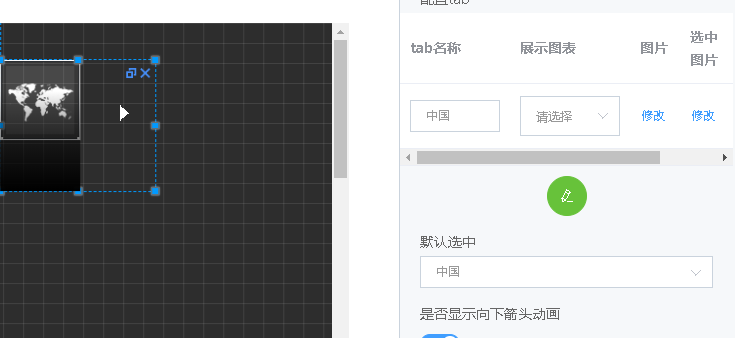 配置tab
tab名称 展示图表 图片 选中图片
中国 请选择 修改 修改
默认选中
中国
是否显示向下箭头动画